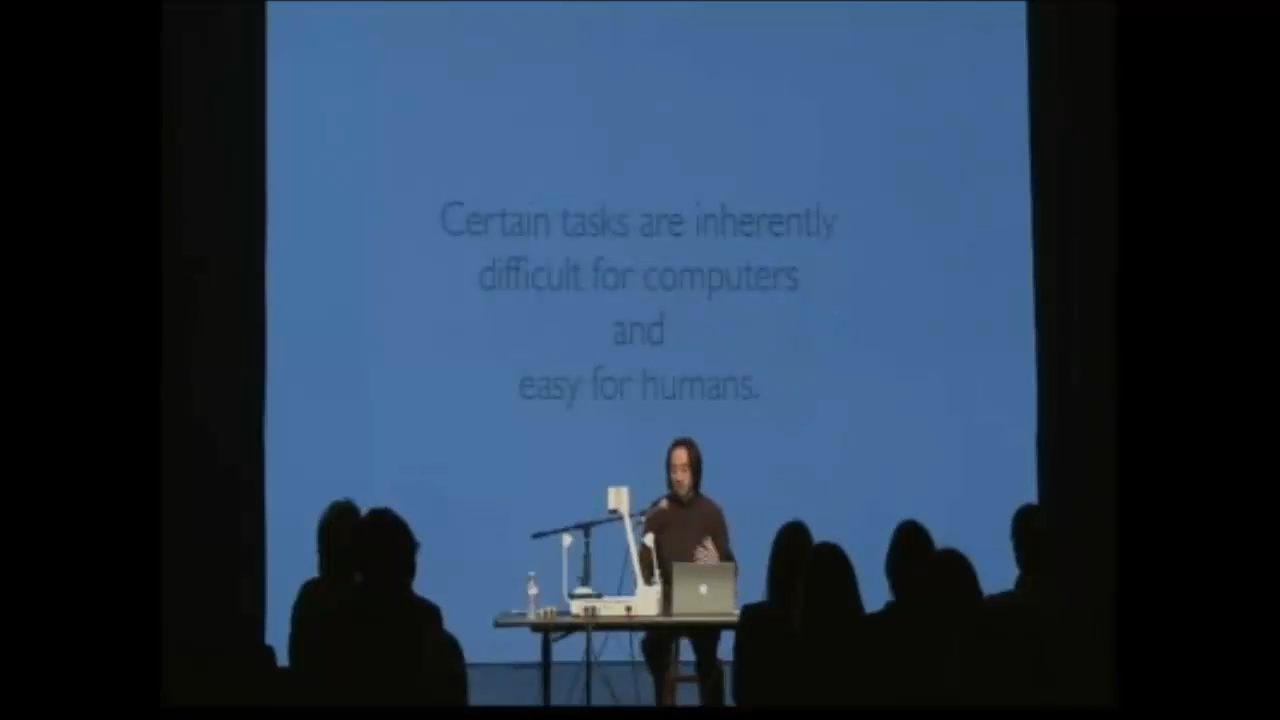 Certain tasks are inherently
difficult for computers
and
easy for humans.